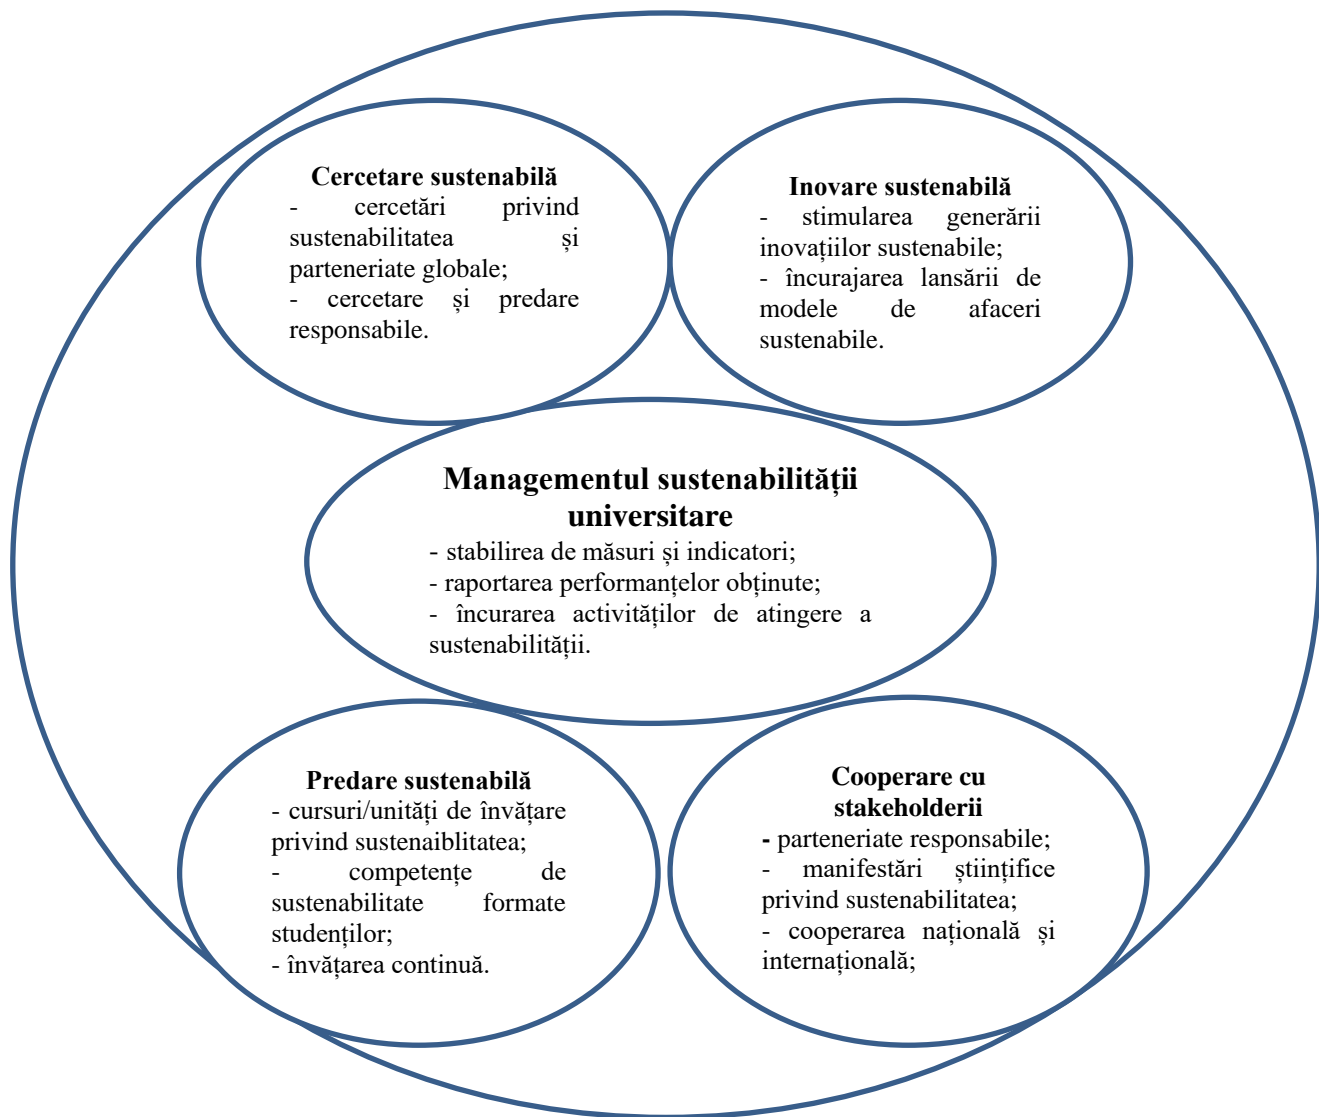 Cercetare sustenabilă
- cercetări privind
sustenabilitatea și
parteneriate globale;
- cercetare și predare
responsabile.
Inovare sustenabilă
- stimularea generării
inovațiilor sustenabile;
- încurajarea lansării de
modele de afaceri
sustenabile.
Managementul sustenabilității
universitare
- stabilirea de măsuri și indicatori;
- raportarea performanțelor obținute;
- încurarea activităților de atingere a
sustenabilității.
Predare sustenabilă
- cursuri/unități de învățare
privind sustenaiblitatea;
- competențe de
sustenabilitate formate
studenților;
- învățarea continuă.
Cooperare cu
stakeholderii
- parteneriate responsabile;
- manifestări științifice
privind sustenabilitatea;
- cooperarea națională și
internațională;